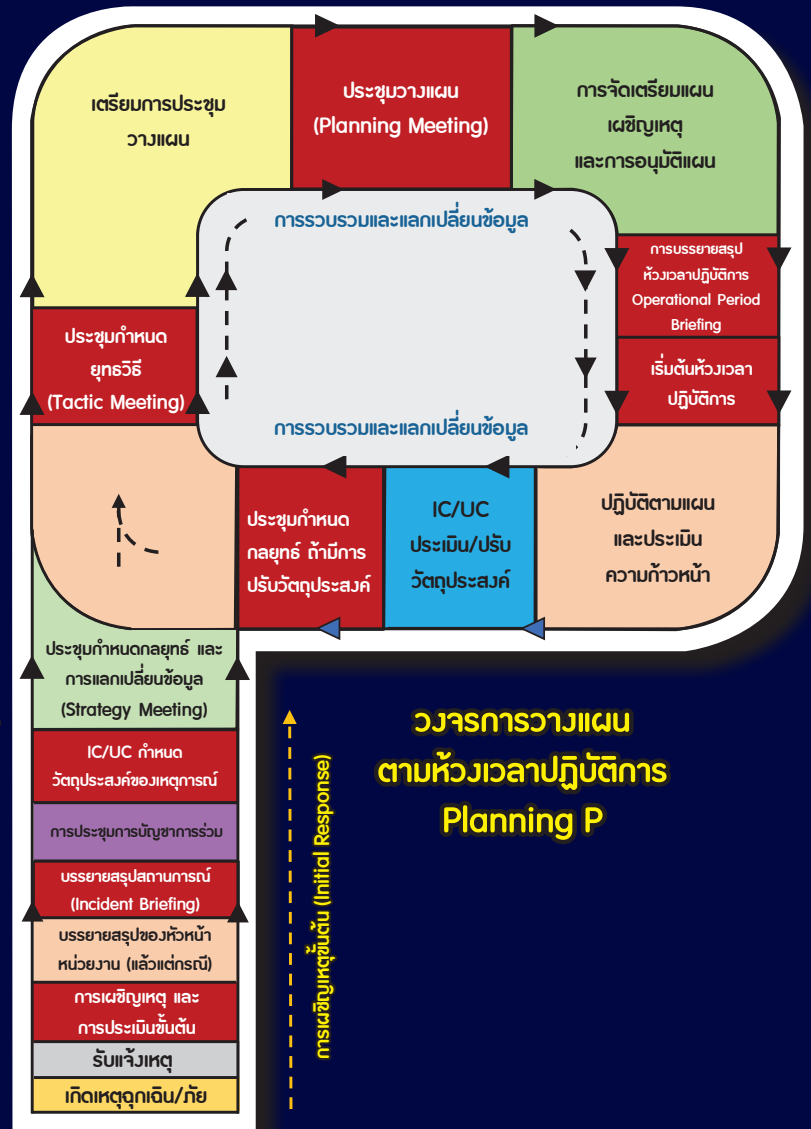 เตรียมการประชุม
วางแผน
ประชุมวางแผน
(Planning Meeting)
การจัดเตรียมแผน
เผชิญเหตุ
และการอนุมัติแผน
การรวบรวมและแลกเปลี่ยนข้อมูล
การบรรยายสรุป
ห้วงเวลาปฏิบัติการ
Operational Period
Briefing
ประชุมกำหนด
ยุทธวิธี
(Tactic Meeting)
เริ่มต้นห้วงเวลา
ปฏิบัติการ
การรวบรวมและแลกเปลี่ยนข้อมูล
ประชุมกำหนด
กลยุทธ์ ถ้ามีการ
ปรับวัตถุประสงค์
IC/UC
ประเมิน/ปรับ
วัตถุประสงค์
ปฏิบัติตามแผน
และประเมิน
ความก้าวหน้า
ประชุมกำหนดกลยุทธ์ และ
การแลกเปลี่ยนข้อมูล
(Strategy Meeting)
IC/UC กำหนด
วัตถุประสงค์ของเหตุการณ์
การประชุมการบัญชาการร่วม
บรรยายสรุปสถานการณ์
(Incident Briefing)
บรรยายสรุปของหัวหน้า
หน่วยงาน (แล้วแต่กรณี)
การเผชิญเหตุ และ
การประเมินขั้นต้น
รับแจ้งเหตุ
เกิดเหตุฉุกเฉิน/ภัย
การเผชิญเหตุขั้นต้น (Initial Response)
วงจรการวางแผน
ตามห้วงเวลาปฏิบัติการ
Planning P